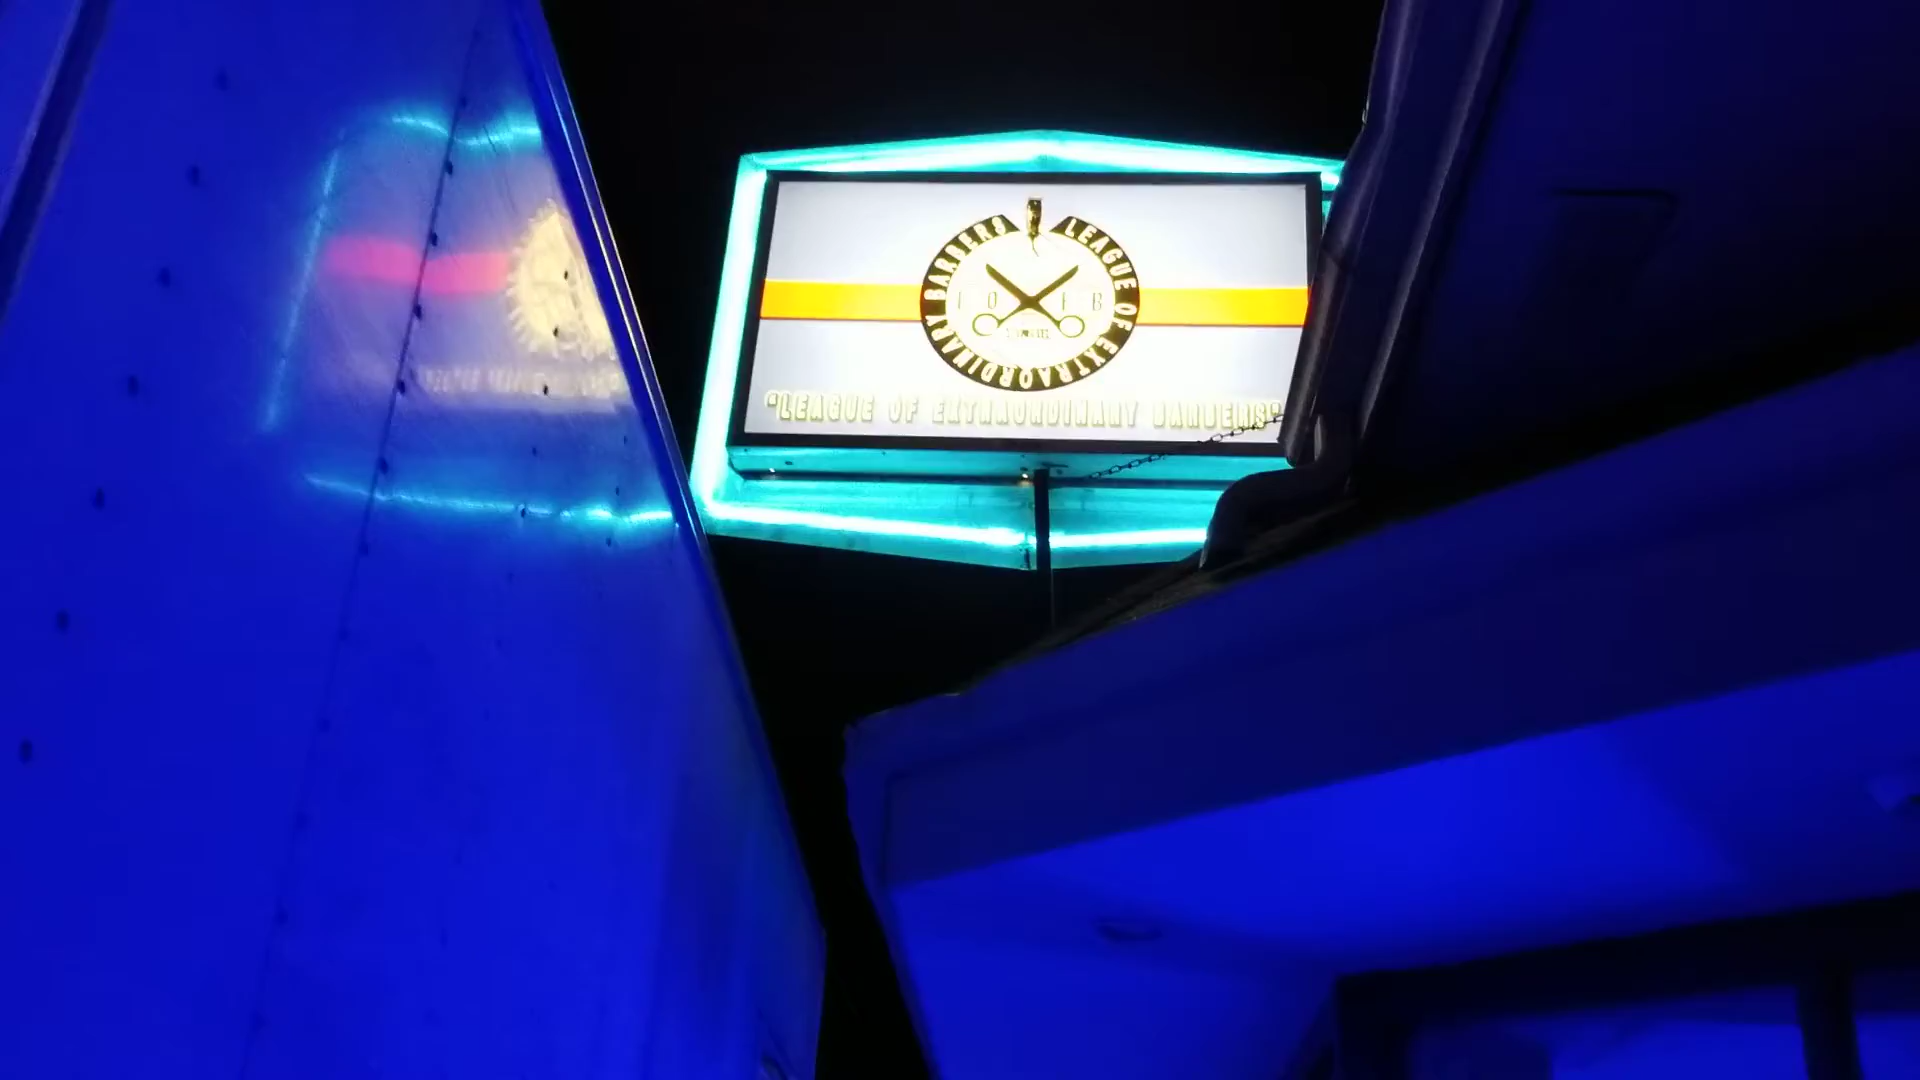 LEAGUE OF EXTRAORDINARY BARBERS
L O E B
"LEAGUE OF EXTRAORDINARY BARBERS"